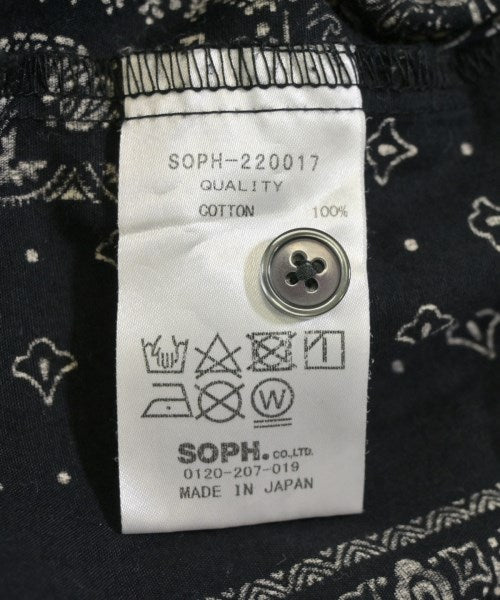 SOPH-220017
QUALITY
COTTON 100%
W
SOPH. CO.,LTD.
0120-207-019
MADE IN JAPAN